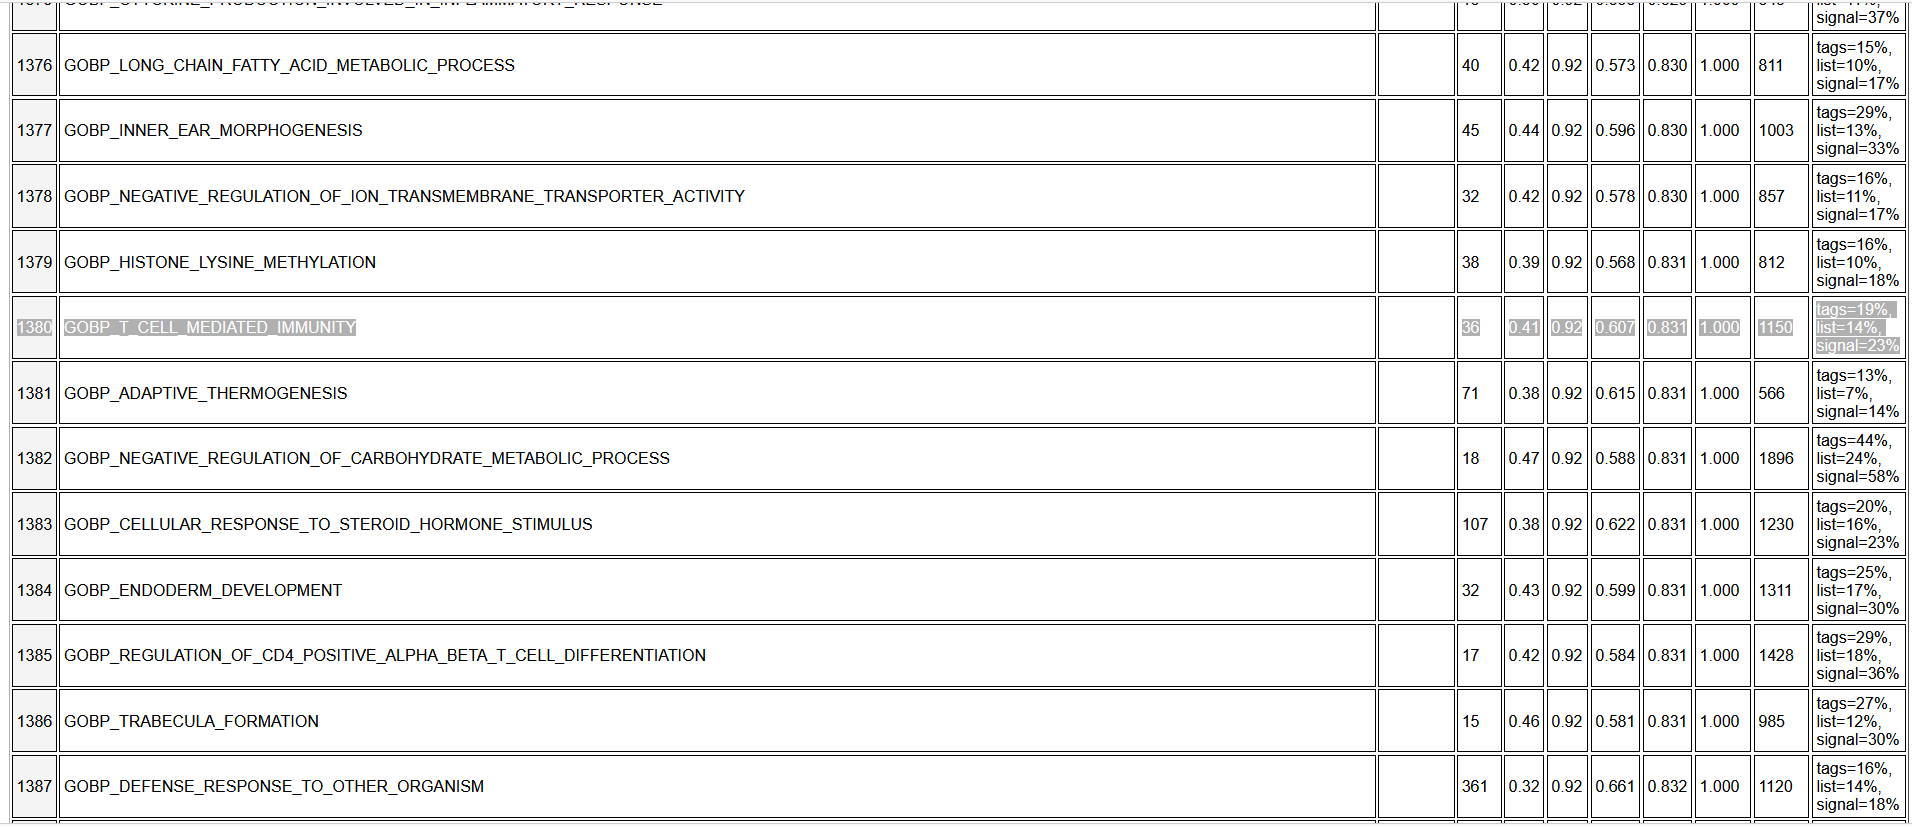 signal=37%
1376 GOBP_LONG_CHAIN_FATTY_ACID_METABOLIC_PROCESS 40 0.42 0.92 0.573 0.830 1.000 811 tags=15%,
list=10%,
signal=17%
1377 GOBP_INNER_EAR_MORPHOGENESIS 45 0.44 0.92 0.596 0.830 1.000 1003 tags=29%,
list=13%,
signal=33%
1378 GOBP_NEGATIVE_REGULATION_OF_ION_TRANSMEMBRANE_TRANSPORTER_ACTIVITY 32 0.42 0.92 0.578 0.830 1.000 857 tags=16%,
list=11%,
signal=17%
1379 GOBP_HISTONE_LYSINE_METHYLATION 38 0.39 0.92 0.568 0.831 1.000 812 tags=16%,
list=10%,
signal=18%
1380 GOBP_T_CELL_MEDIATED_IMMUNITY 36 0.41 0.92 0.607 0.831 1.000 1150 tags=19%,
list=14%,
signal=23%
1381 GOBP_ADAPTIVE_THERMOGENESIS 71 0.38 0.92 0.615 0.831 1.000 566 tags=13%,
list=7%,
signal=14%
1382 GOBP_NEGATIVE_REGULATION_OF_CARBOHYDRATE_METABOLIC_PROCESS 18 0.47 0.92 0.588 0.831 1.000 1896 tags=44%,
list=24%,
signal=58%
1383 GOBP_CELLULAR_RESPONSE_TO_STEROID_HORMONE_STIMULUS 107 0.38 0.92 0.622 0.831 1.000 1230 tags=20%,
list=16%,
signal=23%
1384 GOBP_ENDODERM_DEVELOPMENT 32 0.43 0.92 0.599 0.831 1.000 1311 tags=25%,
list=17%,
signal=30%
1385 GOBP_REGULATION_OF_CD4_POSITIVE_ALPHA_BETA_T_CELL_DIFFERENTIATION 17 0.42 0.92 0.584 0.831 1.000 1428 tags=29%,
list=18%,
signal=36%
1386 GOBP_TRABECULA_FORMATION 15 0.46 0.92 0.581 0.831 1.000 985 tags=27%,
list=12%,
signal=30%
1387 GOBP_DEFENSE_RESPONSE_TO_OTHER_ORGANISM 361 0.32 0.92 0.661 0.832 1.000 1120 tags=16%,
list=14%,
signal=18%